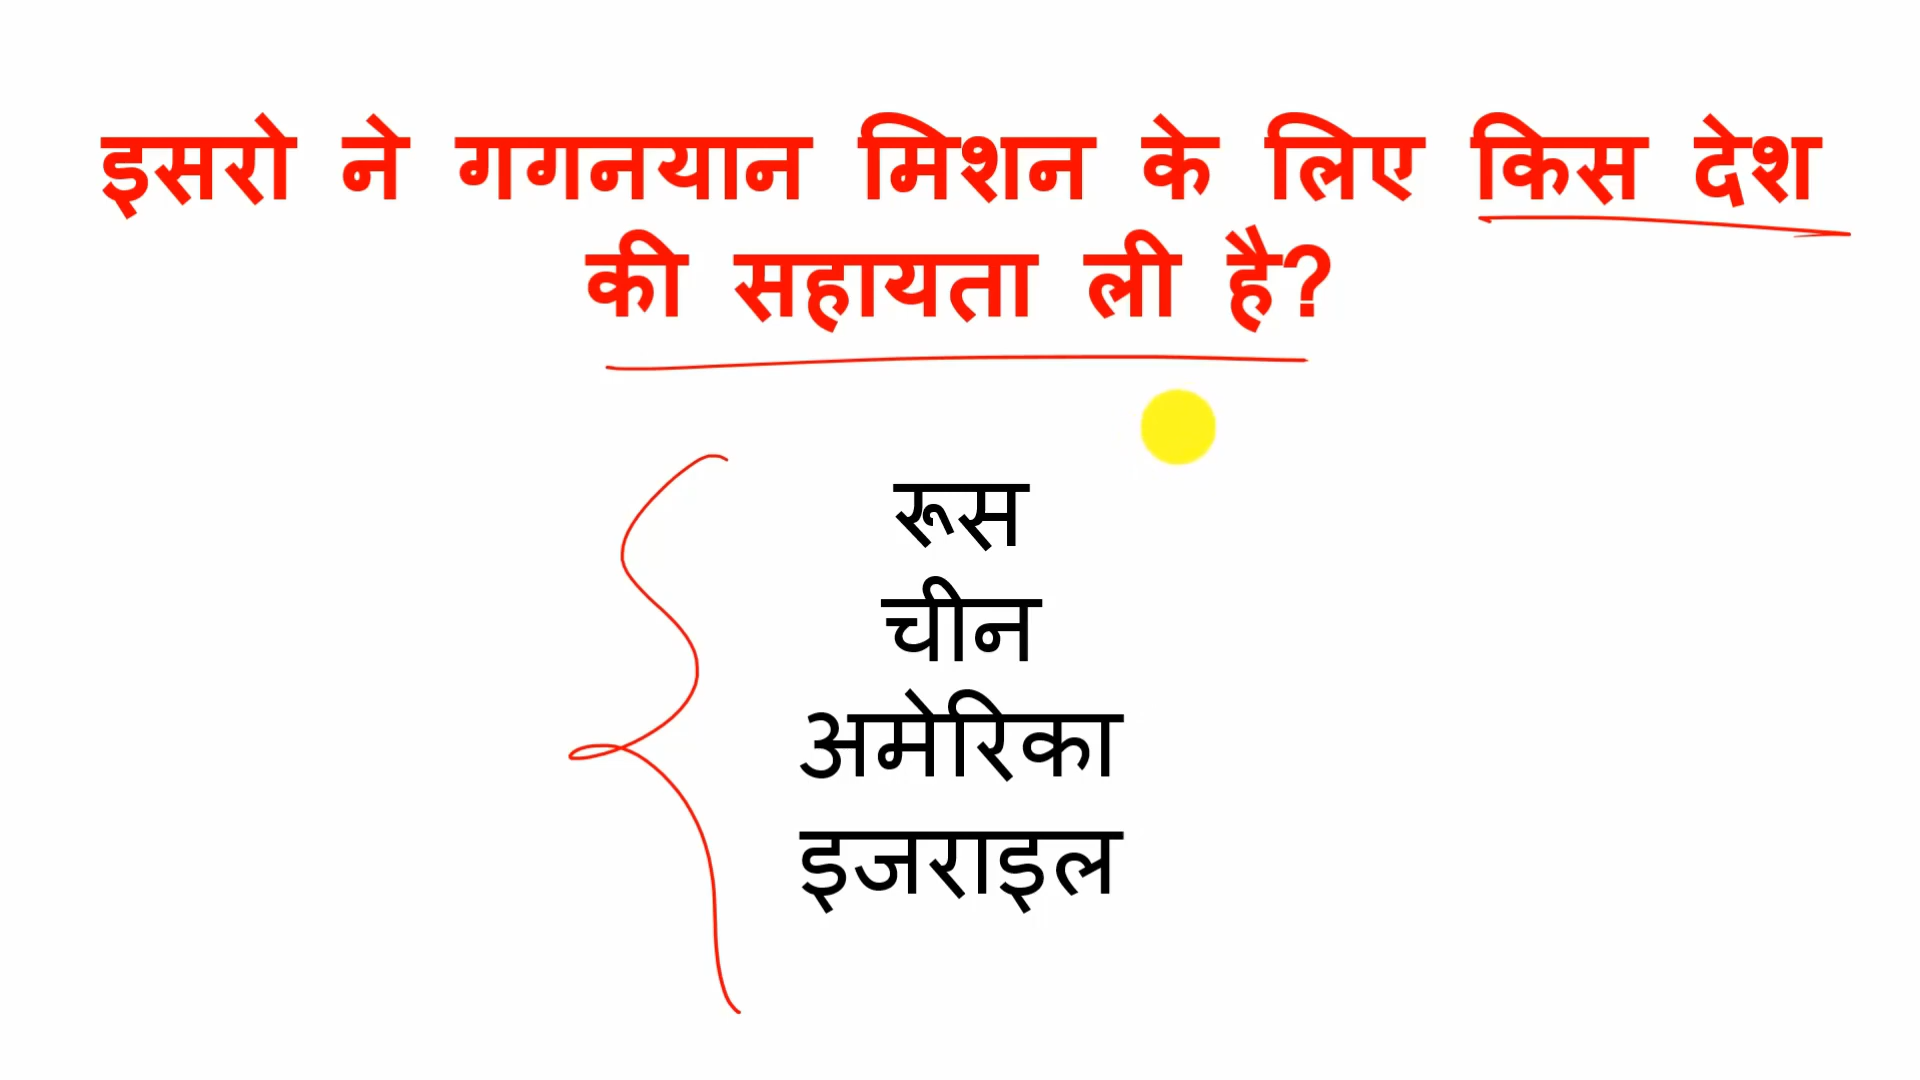 इसरो ने गगनयान मिशन के लिए किस देश
की सहायता ली है?
रूस
चीन
अमेरिका
इजराइल